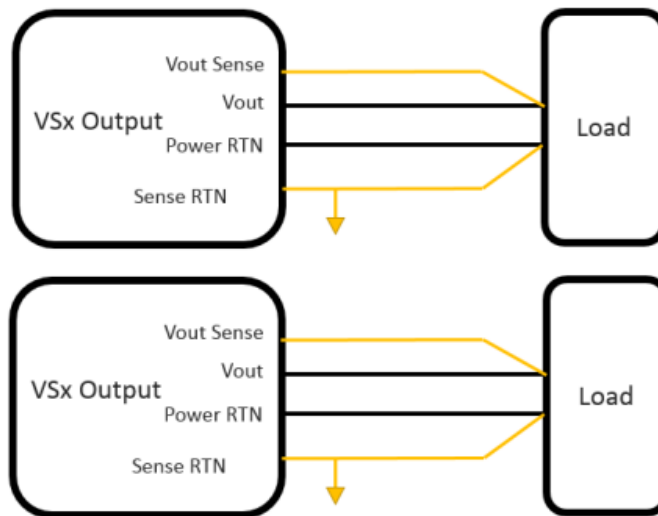 Vout Sense
Vout
VSx Output
Power RTN
Load
Sense RTN
Vout Sense
Vout
VSx Output
Power RTN
Load
Sense RTN